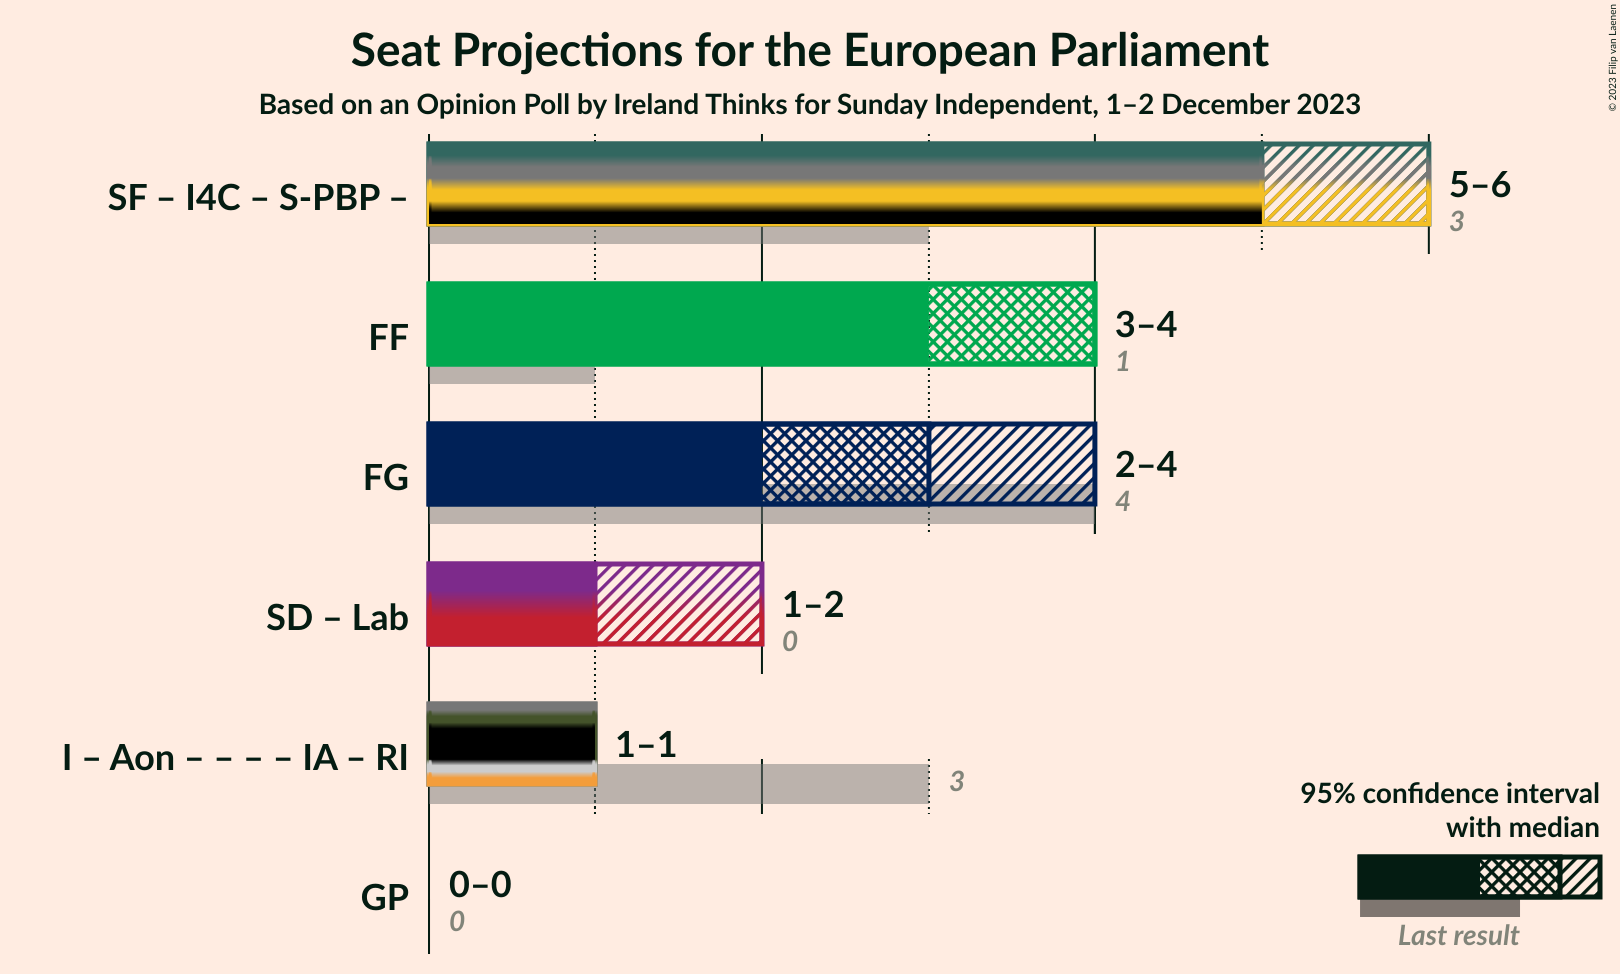 Seat Projections for the European Parliament
Based on an Opinion Poll by Ireland Thinks for Sunday Independent, 1–2 December 2023
© 2023 Filip van Laenen
SF – I4C – S-PBP –
5–6
3
FF
3–4
1
FG
2–4
4
SD – Lab
1–2
0
I – Aon – – – – IA – RI
1–1
3
GP
0–0
0
95% confidence interval
with median
Last result